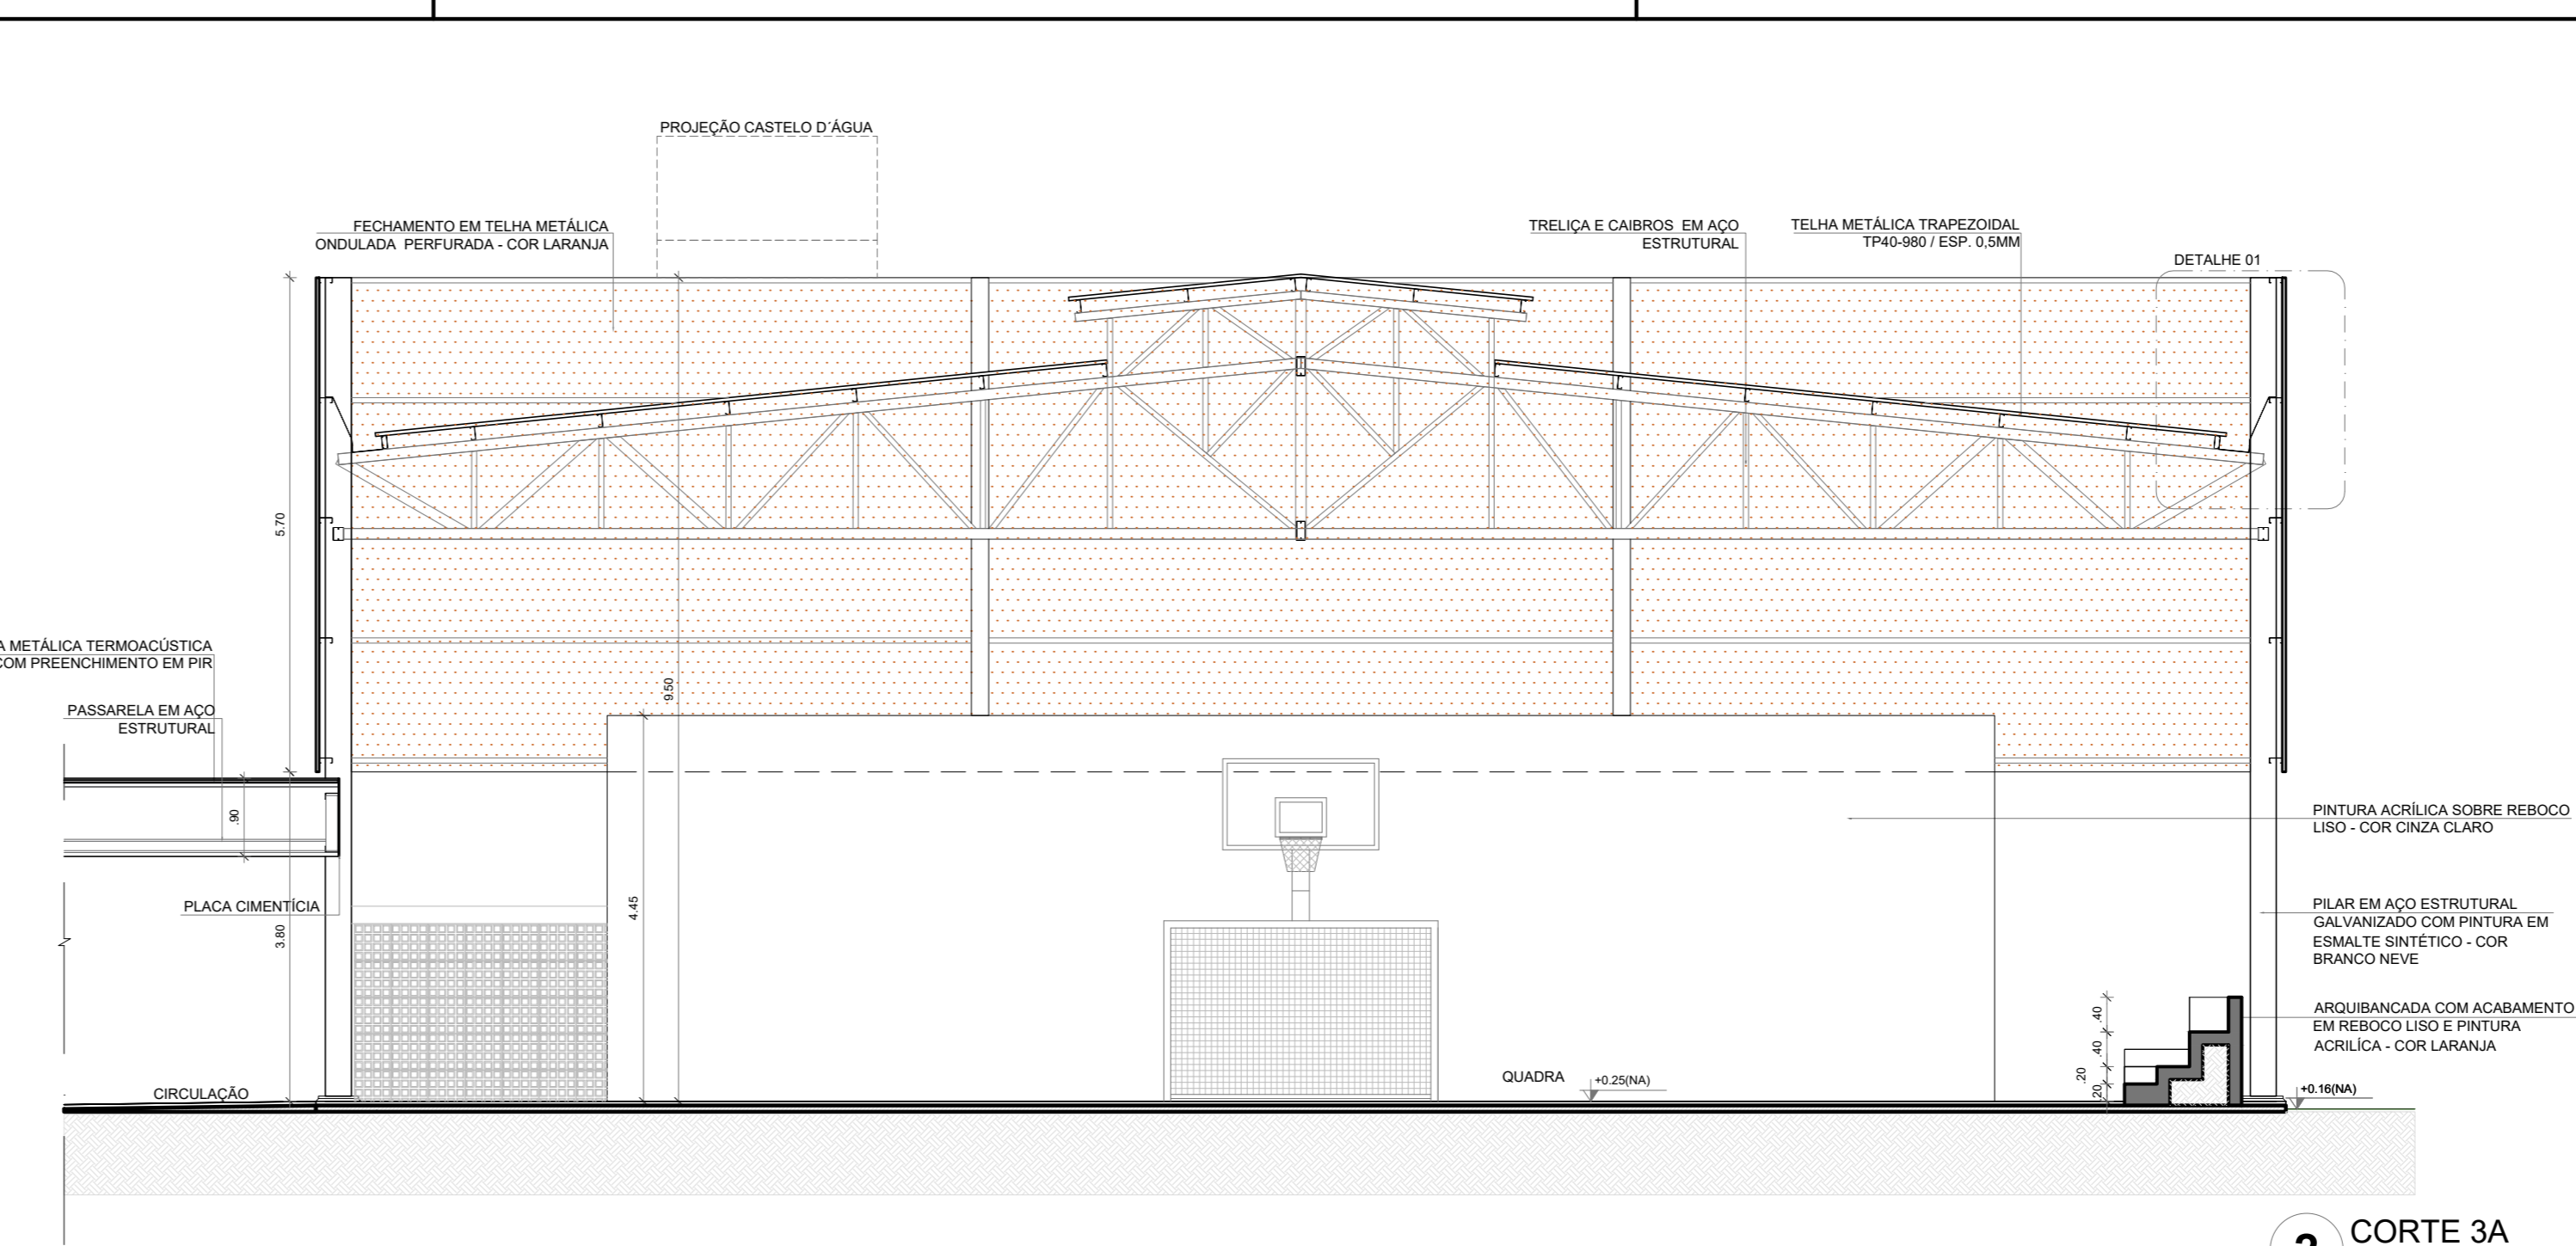 PROJEÇÃO CASTELO D´ÁGUA
FECHAMENTO EM TELHA METÁLICA
ONDULADA PERFURADA - COR LARANJA
TRELIÇA E CAIBROS EM AÇO
ESTRUTURAL
TELHA METÁLICA TRAPEZOIDAL
TP40-980 / ESP. 0,5MM
DETALHE 01
5.70
METÁLICA TERMOACÚSTICA
COM PREENCHIMENTO EM PIR
9.50
PASSARELA EM AÇO
ESTRUTURAL
.90
PINTURA ACRÍLICA SOBRE REBOCO
LISO - COR CINZA CLARO
PLACA CIMENTÍCIA
3.80
4.45
PILAR EM AÇO ESTRUTURAL
GALVANIZADO COM PINTURA EM
ESMALTE SINTÉTICO - COR
BRANCO NEVE
ARQUIBANCADA COM ACABAMENTO
EM REBOCO LISO E PINTURA
ACRILÍCA - COR LARANJA
.40
.40
.20
.20
CIRCULAÇÃO
QUADRA
+0.25(NA)
+0.16(NA)
CORTE 3A